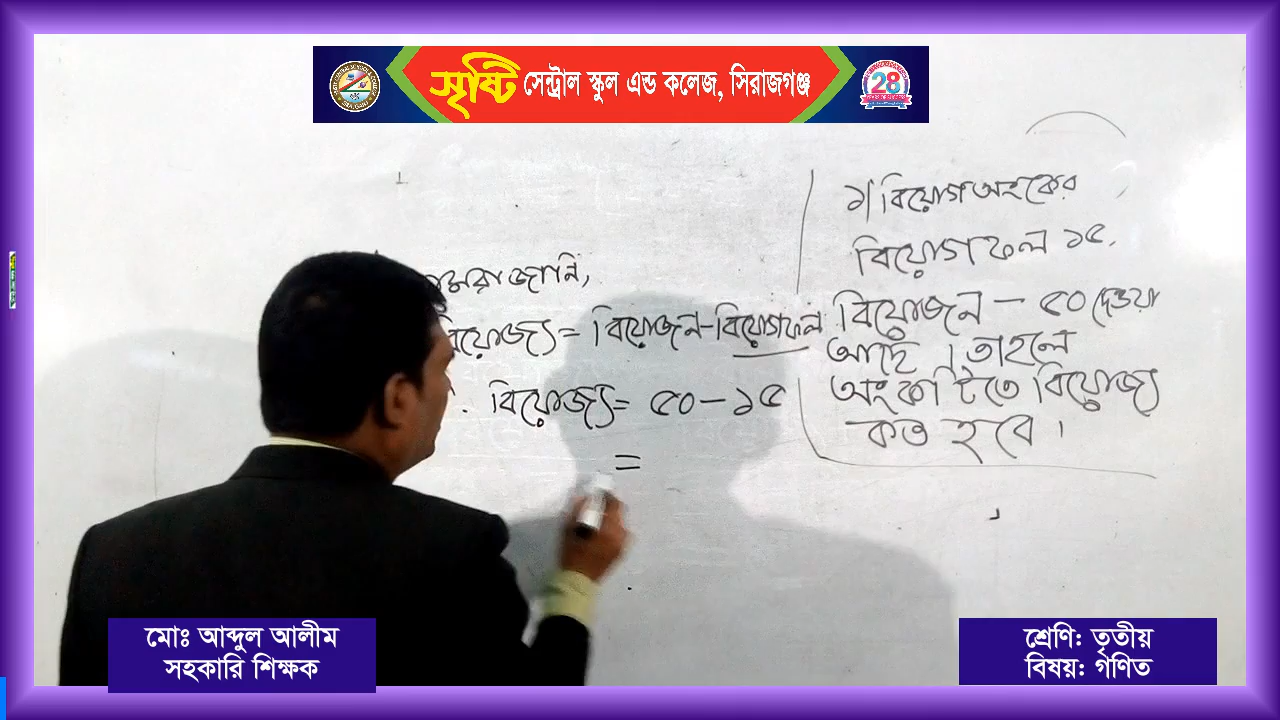 সৃষ্টি সেন্ট্রাল স্কুল এন্ড কলেজ, সিরাজগঞ্জ
28
জানি,
বিয়োজ্য = বিয়োজন-বিয়োগফল
বিয়োজ্য= ৫০-১৫
=
১। বিয়োগ অংকের
বিয়োগফল ১৫,
বিয়োজন - ৫০ দেওয়া
আছে । তাহলে
অংকটিতে বিয়োজ্য
কত হবে ।
মোঃ আব্দুল আলীম
সহকারি শিক্ষক
শ্রেণি: তৃতীয়
বিষয়: গণিত